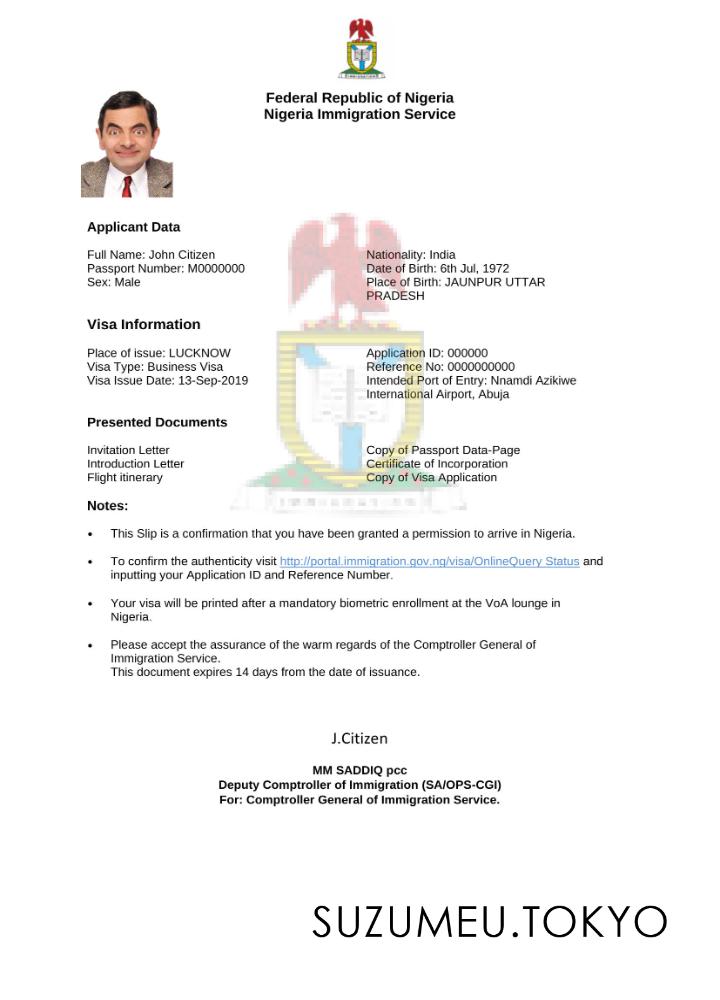 Federal Republic of Nigeria
Nigeria Immigration Service
Applicant Data
Full Name: John Citizen
Passport Number: M0000000
Sex: Male
Nationality: India
Date of Birth: 6th Jul, 1972
Place of Birth: JAUNPUR UTTAR
PRADESH
Visa Information
Place of issue: LUCKNOW
Visa Type: Business Visa
Visa Issue Date: 13-Sep-2019
Application ID: 000000
Reference No: 0000000000
Intended Port of Entry: Nnamdi Azikiwe
International Airport, Abuja
Presented Documents
Invitation Letter
Introduction Letter
Flight itinerary
Copy of Passport Data-Page
Certificate of Incorporation
Copy of Visa Application
Notes:
• This Slip is a confirmation that you have been granted a permission to arrive in Nigeria.
• To confirm the authenticity visit http://portal.immigration.gov.ng/visa/OnlineQuery Status and
inputting your Application ID and Reference Number.
• Your visa will be printed after a mandatory biometric enrollment at the VoA lounge in
Nigeria.
• Please accept the assurance of the warm regards of the Comptroller General of
Immigration Service.
This document expires 14 days from the date of issuance.
J.Citizen
MM SADDIQ pcc
Deputy Comptroller of Immigration (SA/OPS-CGI)
For: Comptroller General of Immigration Service.
SUZUMEU.TOKYO